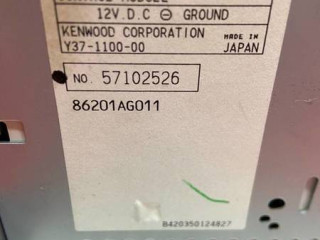 12V.D.C ⊖ GROUND
KENWOOD CORPORATION MADE IN
Y37-1100-00 JAPAN
NO. 57102526
86201AG011
B420350124827